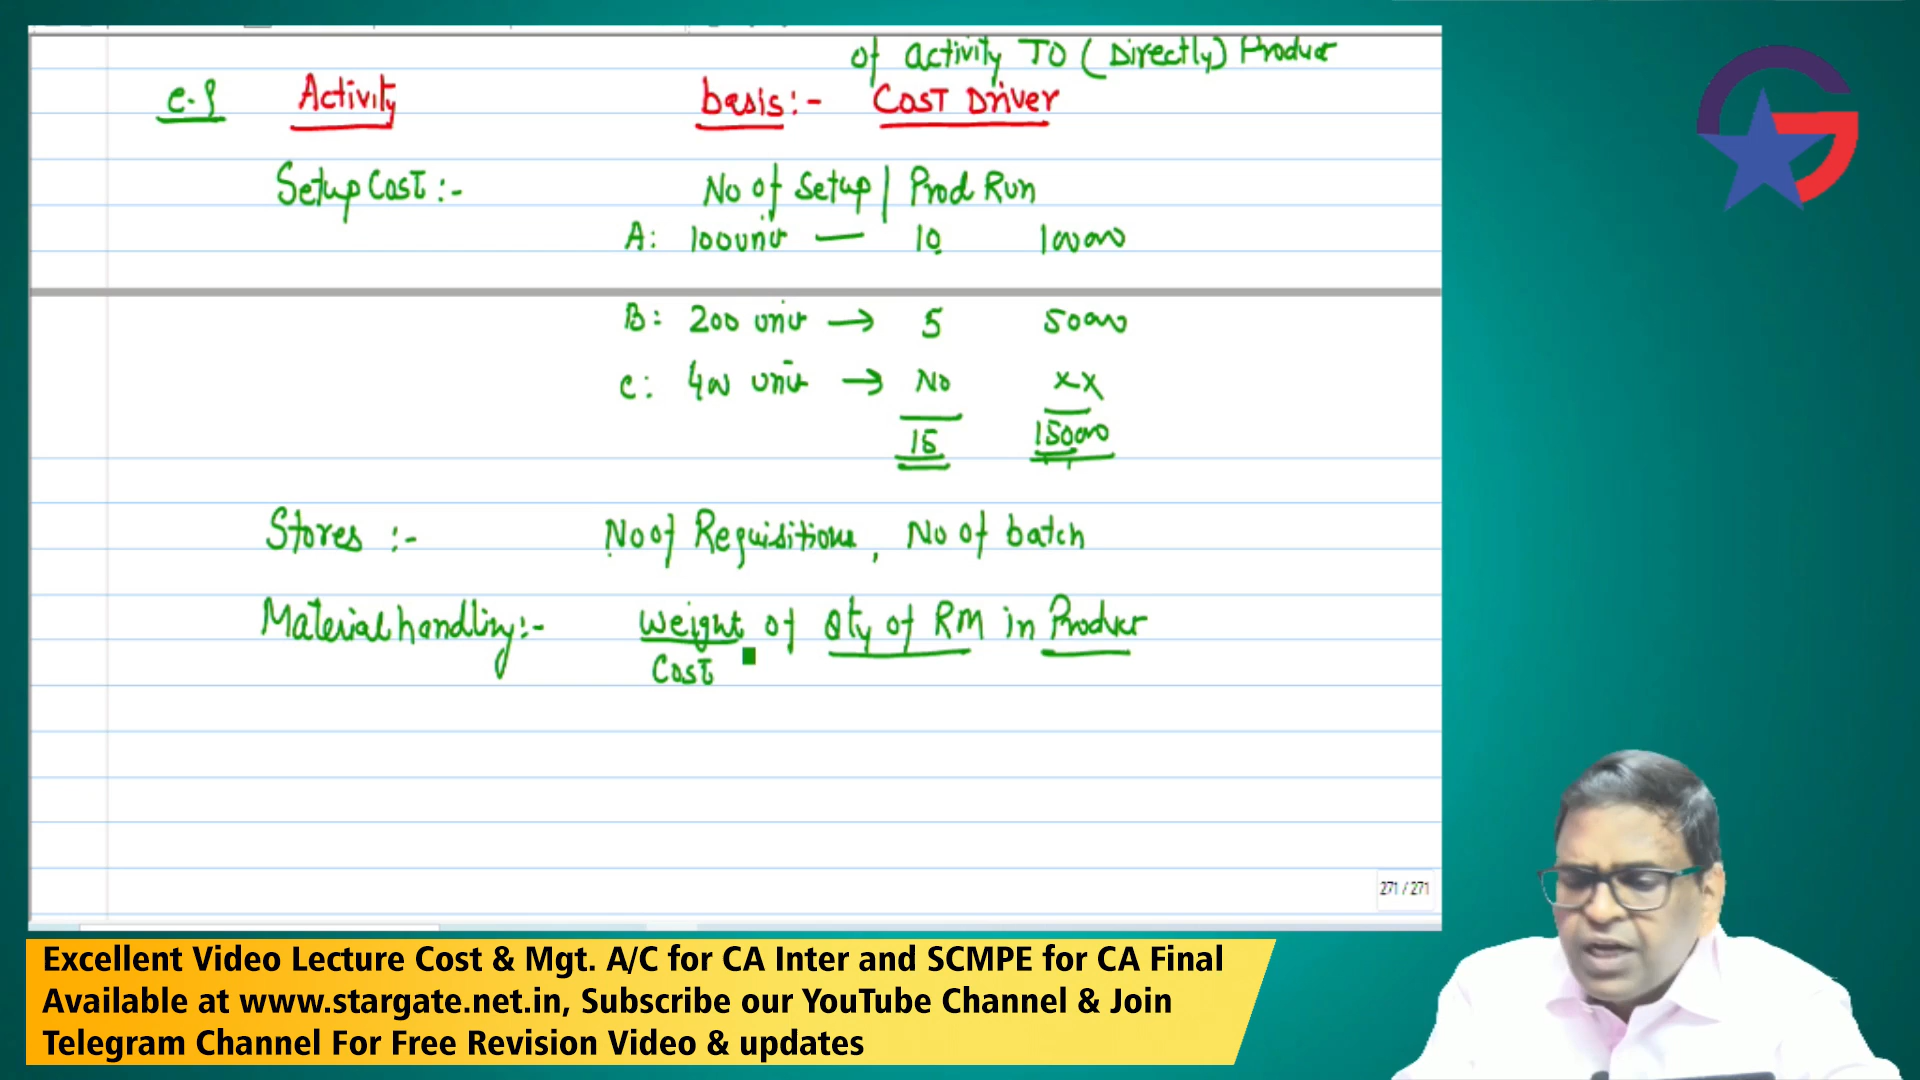 of activity TO (Directly) Product
e.g Activity basis:- COST DRIVER
Setup COST:- No of Setup | Prod Run
A: 100 unit — 10 100000
B: 200 unit → 5 50000
C: 400 unit → No xx
15 150000
Stores :- No of Requisitions, No of batch
Material handling:- weight of Qty of RM in Product
COST
271 / 271
Excellent Video Lecture Cost & Mgt. A/C for CA Inter and SCMPE for CA Final
Available at www.stargate.net.in, Subscribe our YouTube Channel & Join
Telegram Channel For Free Revision Video & updates